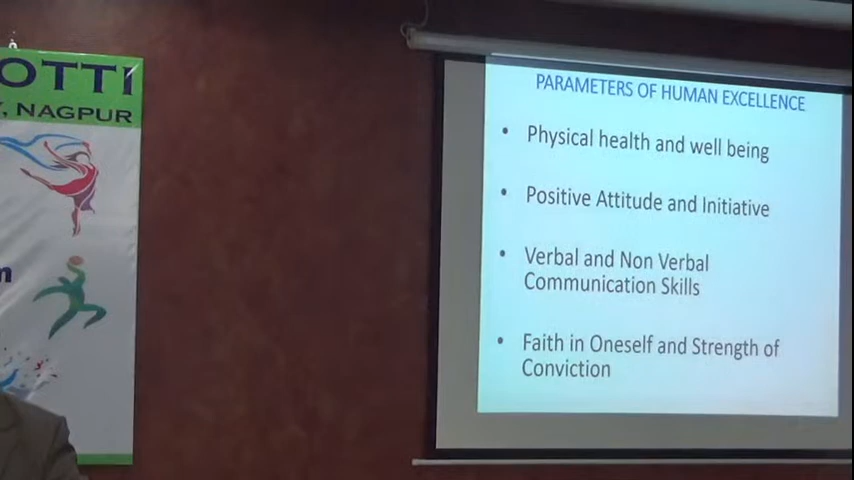 OTTI
, NAGPUR
n
PARAMETERS OF HUMAN EXCELLENCE
• Physical health and well being
• Positive Attitude and Initiative
• Verbal and Non Verbal
Communication Skills
• Faith in Oneself and Strength of
Conviction